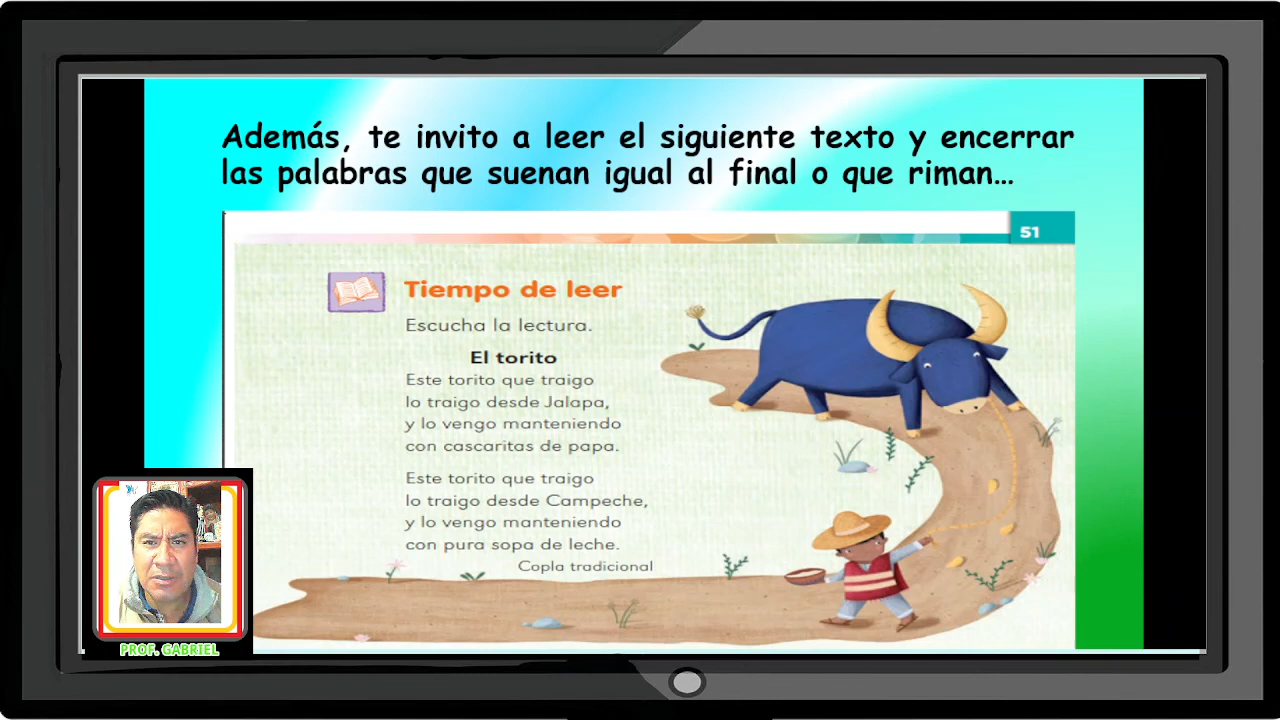 Además, te invito a leer el siguiente texto y encerrar
las palabras que suenan igual al final o que riman...
51
Tiempo de leer
Escucha la lectura.
El torito
Este torito que traigo
lo traigo desde Jalapa,
y lo vengo manteniendo
con cascaritas de papa.
Este torito que traigo
lo traigo desde Campeche,
y lo vengo manteniendo
con pura sopa de leche.
Copla tradicional
PROF. GABRIEL